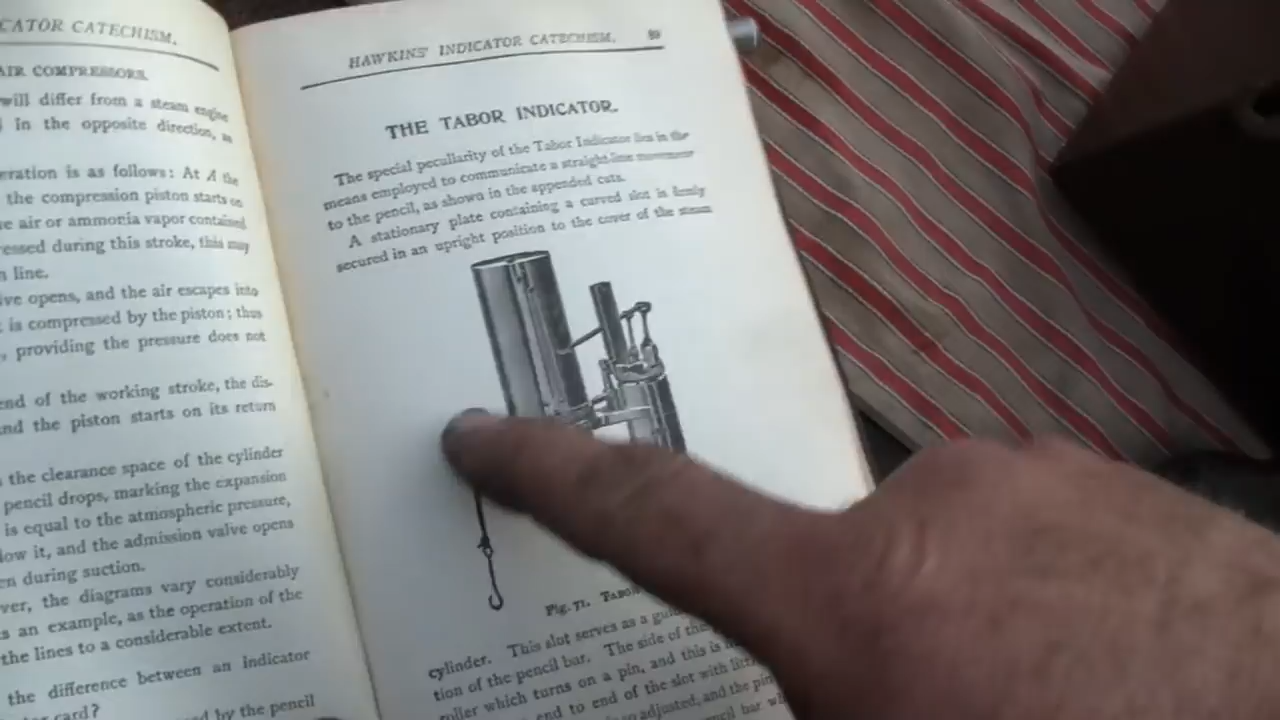 CATOR CATECHISM.
AIR COMPRESSORS.
will differ from a steam engine
in the opposite direction, as
eration is as follows: At A the
the compression piston starts on
ve air or ammonia vapor contained
ressed during this stroke, this may
n line.
ve opens, and the air escapes into
is compressed by the piston; thus
, providing the pressure does not
end of the working stroke, the dis-
nd the piston starts on its return
the clearance space of the cylinder
pencil drops, marking the expansion
is equal to the atmospheric pressure,
low it, and the admission valve opens
en during suction.
ver, the diagrams vary considerably
s an example, as the operation of the
the lines to a considerable extent.
the difference between an indicator
card?
by the pencil
HAWKINS' INDICATOR CATECHISM. 89
THE TABOR INDICATOR.
The special peculiarity of the Tabor Indicator lies in the
means employed to communicate a straight-line movement
to the pencil, as shown in the appended cuts.
A stationary plate containing a curved slot is firmly
secured in an upright position to the cover of the steam
Fig. 71. TABOR
cylinder. This slot serves as a guide
tion of the pencil bar. The side of the
roller which turns on a pin, and this is
end to end of the slot with little
adjusted, and the pin